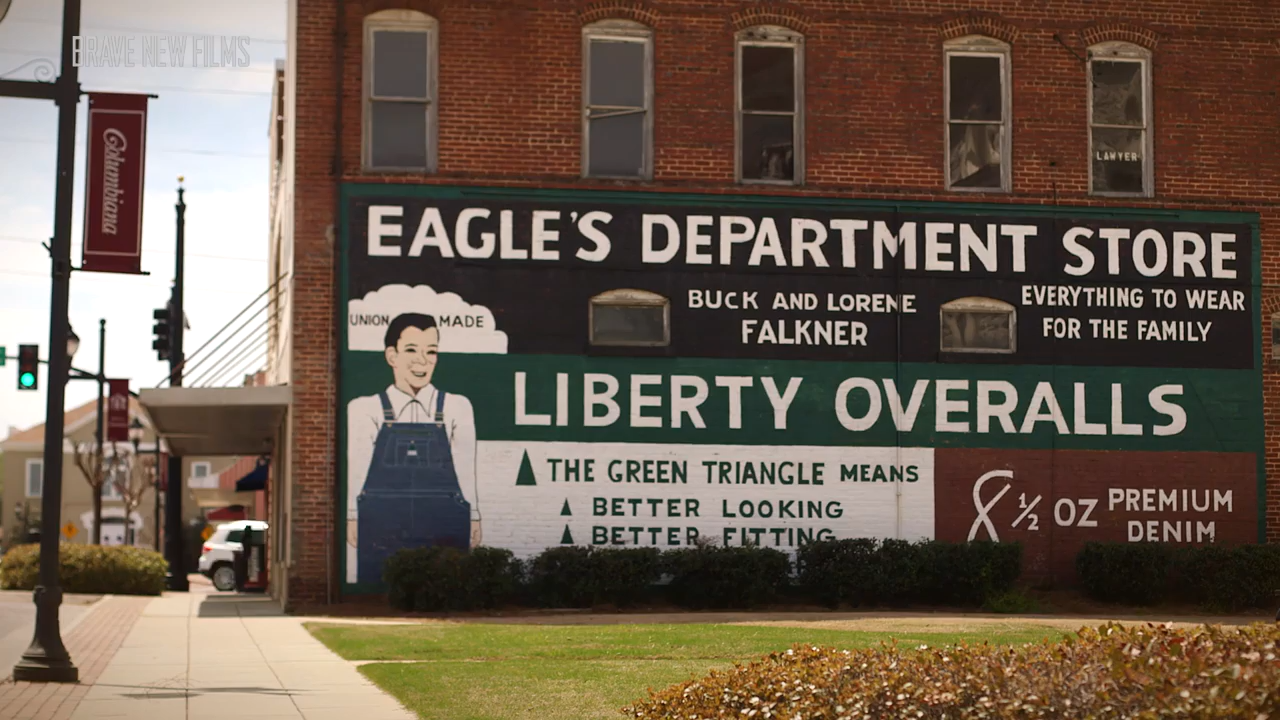 BRAVE NEW FILMS
Columbiana
LAWYER
EAGLE'S DEPARTMENT STORE
BUCK AND LORENE
FALKNER
EVERYTHING TO WEAR
FOR THE FAMILY
UNION MADE
LIBERTY OVERALLS
THE GREEN TRIANGLE MEANS
BETTER LOOKING
BETTER FITTING
8 1/2 OZ PREMIUM
DENIM